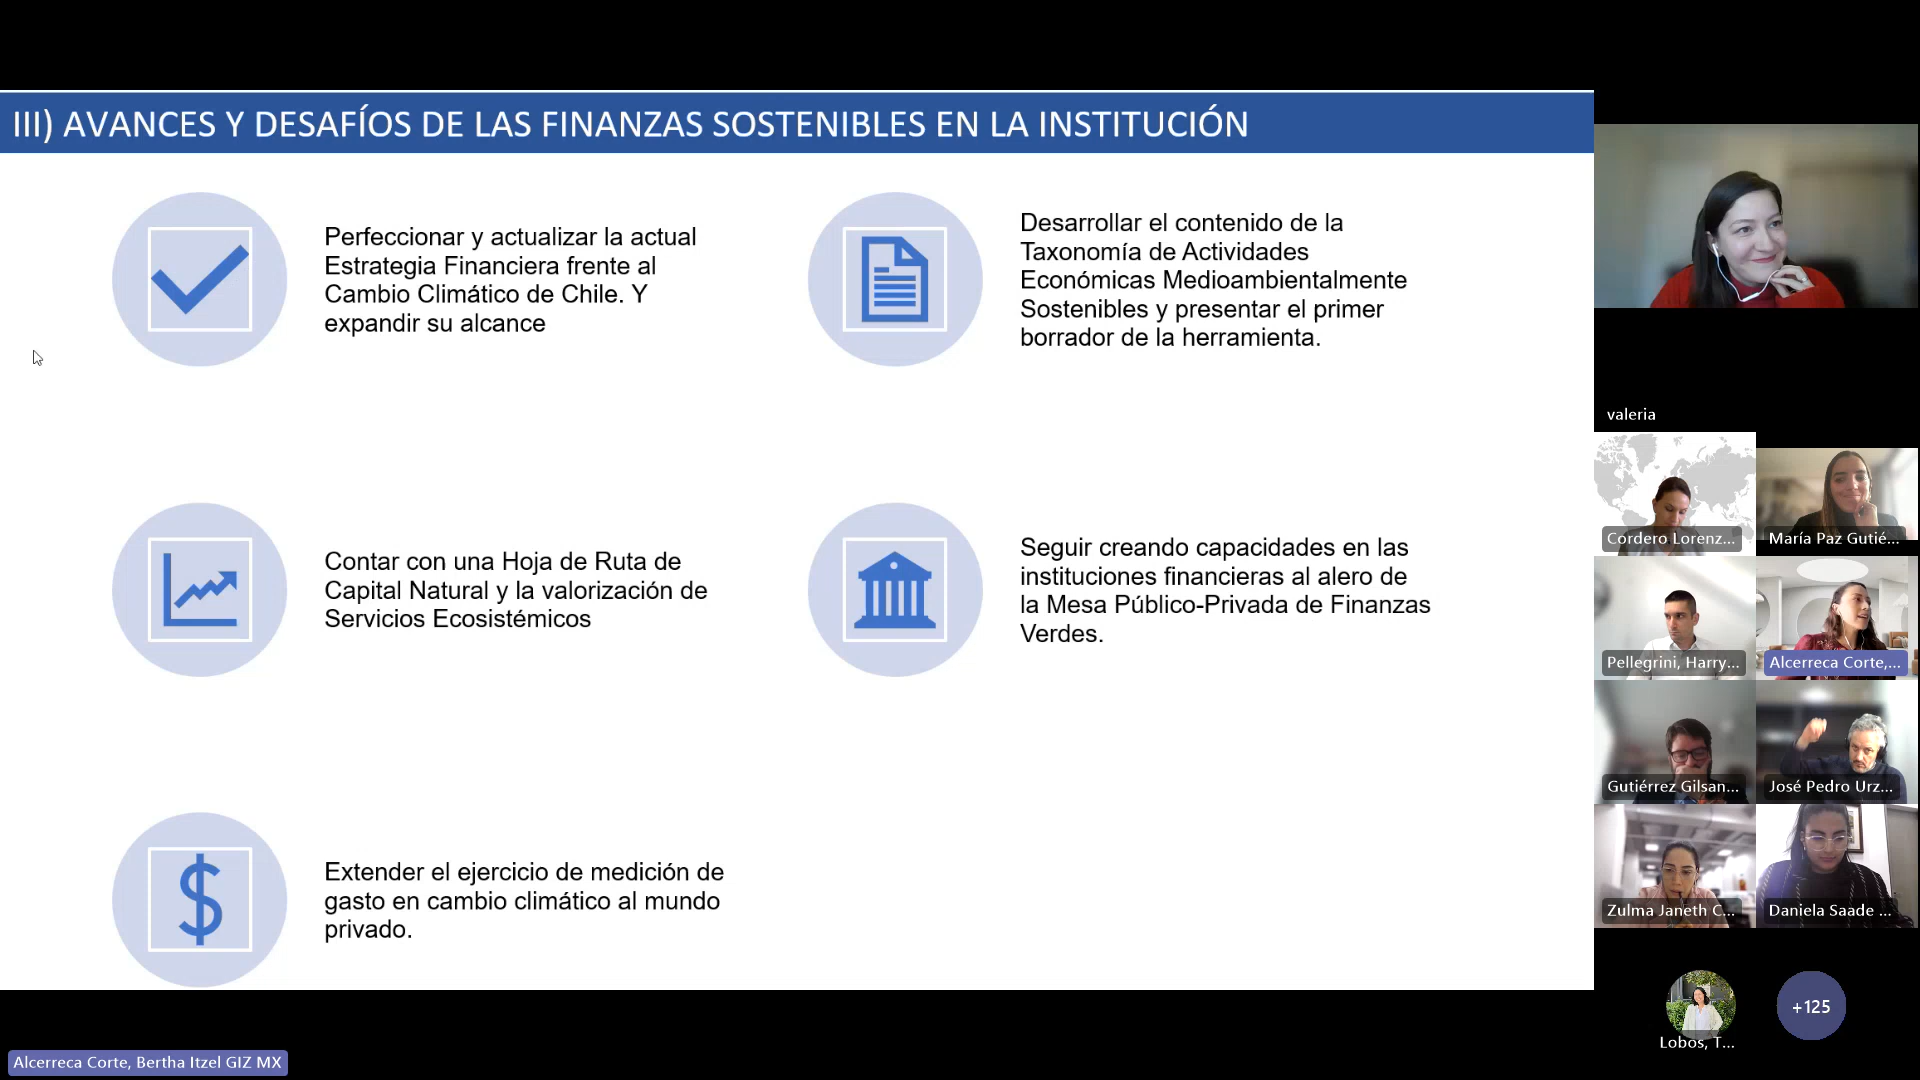 III) AVANCES Y DESAFÍOS DE LAS FINANZAS SOSTENIBLES EN LA INSTITUCIÓN
Perfeccionar y actualizar la actual
Estrategia Financiera frente al
Cambio Climático de Chile. Y
expandir su alcance
Desarrollar el contenido de la
Taxonomía de Actividades
Económicas Medioambientalmente
Sostenibles y presentar el primer
borrador de la herramienta.
Contar con una Hoja de Ruta de
Capital Natural y la valorización de
Servicios Ecosistémicos
Seguir creando capacidades en las
instituciones financieras al alero de
la Mesa Público-Privada de Finanzas
Verdes.
$
Extender el ejercicio de medición de
gasto en cambio climático al mundo
privado.
valeria
Cordero Lorenz...
María Paz Gutié...
Pellegrini, Harry...
Alcerreca Corte,...
Gutiérrez Gilsan...
José Pedro Urz...
Zulma Janeth C...
Daniela Saade ...
Lobos, T...
+125
Alcerreca Corte, Bertha Itzel GIZ MX